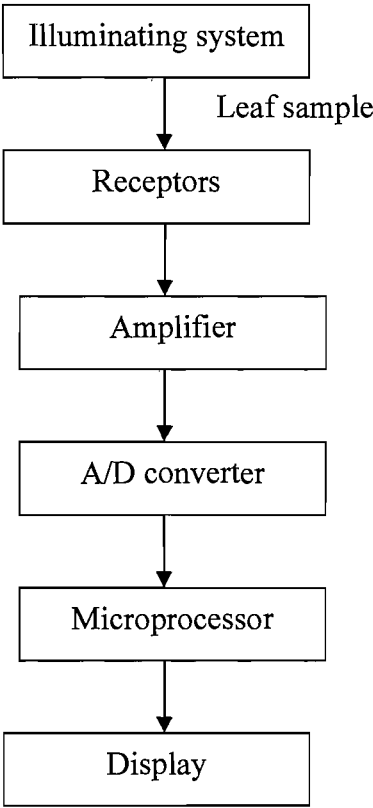 Illuminating system
Leaf sample
Receptors
Amplifier
A/D converter
Microprocessor
Display